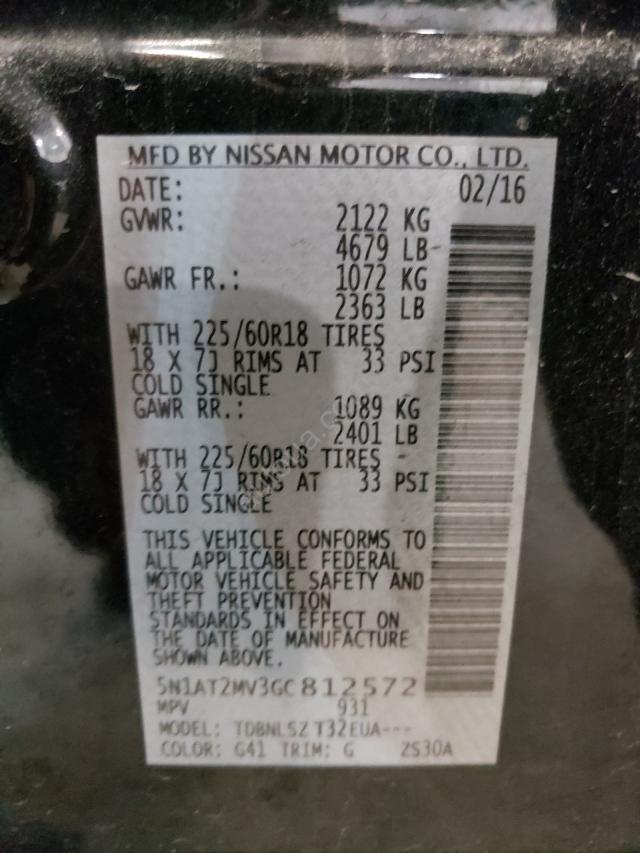 MFD BY NISSAN MOTOR CO., LTD.
DATE: 02/16
GVWR: 2122 KG
4679 LB
GAWR FR.: 1072 KG
2363 LB
WITH 225/60R18 TIRES
18 X 7J RIMS AT 33 PSI
COLD SINGLE
GAWR RR.: 1089 KG
2401 LB
WITH 225/60R18 TIRES
18 X 7J RIMS AT 33 PSI
COLD SINGLE
THIS VEHICLE CONFORMS TO
ALL APPLICABLE FEDERAL
MOTOR VEHICLE SAFETY AND
THEFT PREVENTION
STANDARDS IN EFFECT ON
THE DATE OF MANUFACTURE
SHOWN ABOVE.
5N1AT2MV3GC812572
MPV 931
MODEL: TDBNLSZ T32EUA---
COLOR: G41 TRIM: G ZS30A